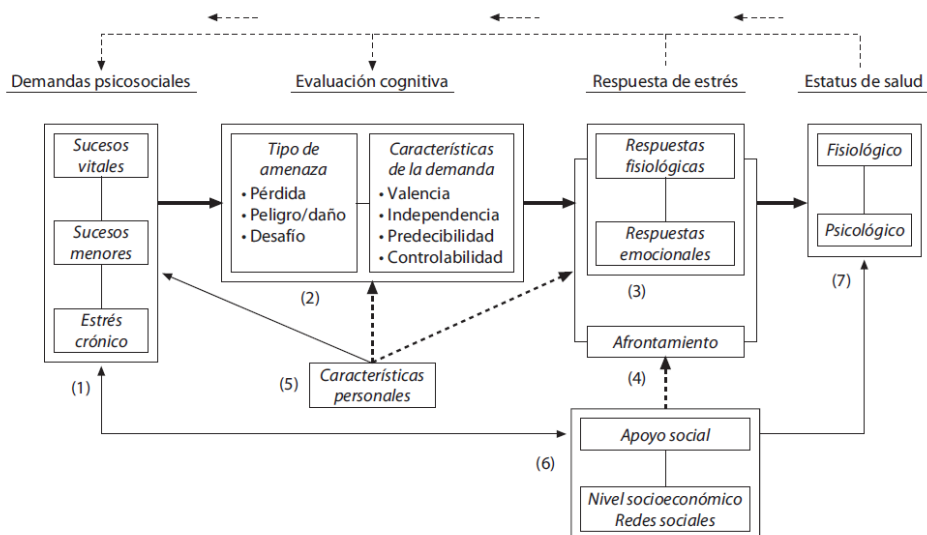 Demandas psicosociales
Evaluación cognitiva
Respuesta de estrés
Estatus de salud
Sucesos
vitales
Sucesos
menores
Estrés
crónico
(1)
Tipo de
amenaza
• Pérdida
• Peligro/daño
• Desafío
Características
de la demanda
• Valencia
• Independencia
• Predecibilidad
• Controlabilidad
(2)
Respuestas
fisiológicas
Respuestas
emocionales
(3)
Afrontamiento
(4)
Fisiológico
Psicológico
(7)
(5)
Características
personales
(6)
Apoyo social
Nivel socioeconómico
Redes sociales